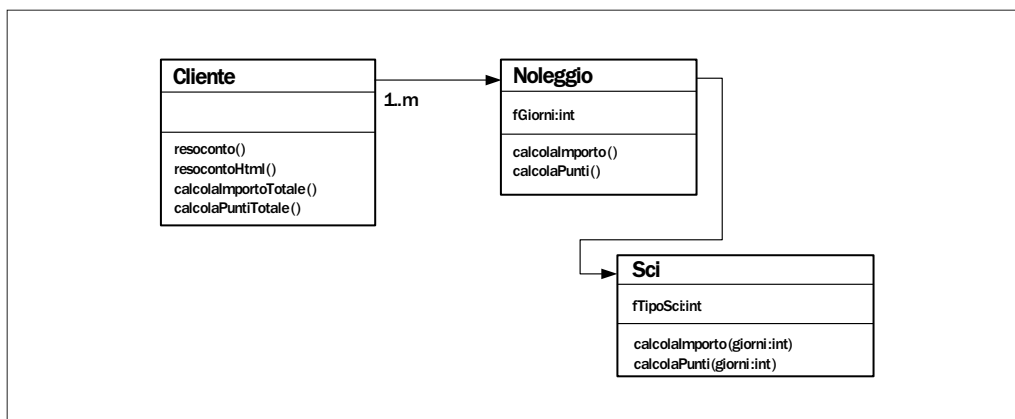 Cliente
resoconto()
resocontoHtml()
calcolaImportoTotale()
calcolaPuntiTotale()
1..m
Noleggio
fGiorni:int
calcolaImporto()
calcolaPunti()
Sci
fTipoSci:int
calcolaImporto(giorni:int)
calcolaPunti(giorni:int)